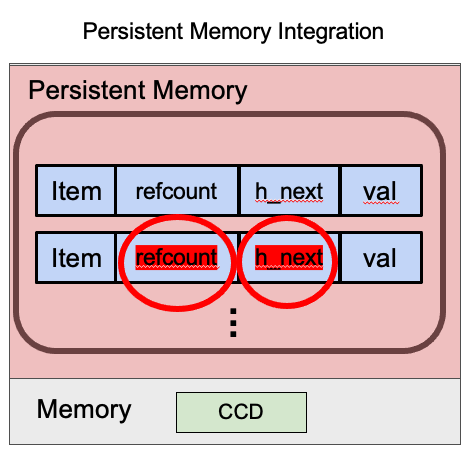 Persistent Memory Integration
Persistent Memory
Item refcount h_next val
Item refcount h_next val
⋮
Memory CCD